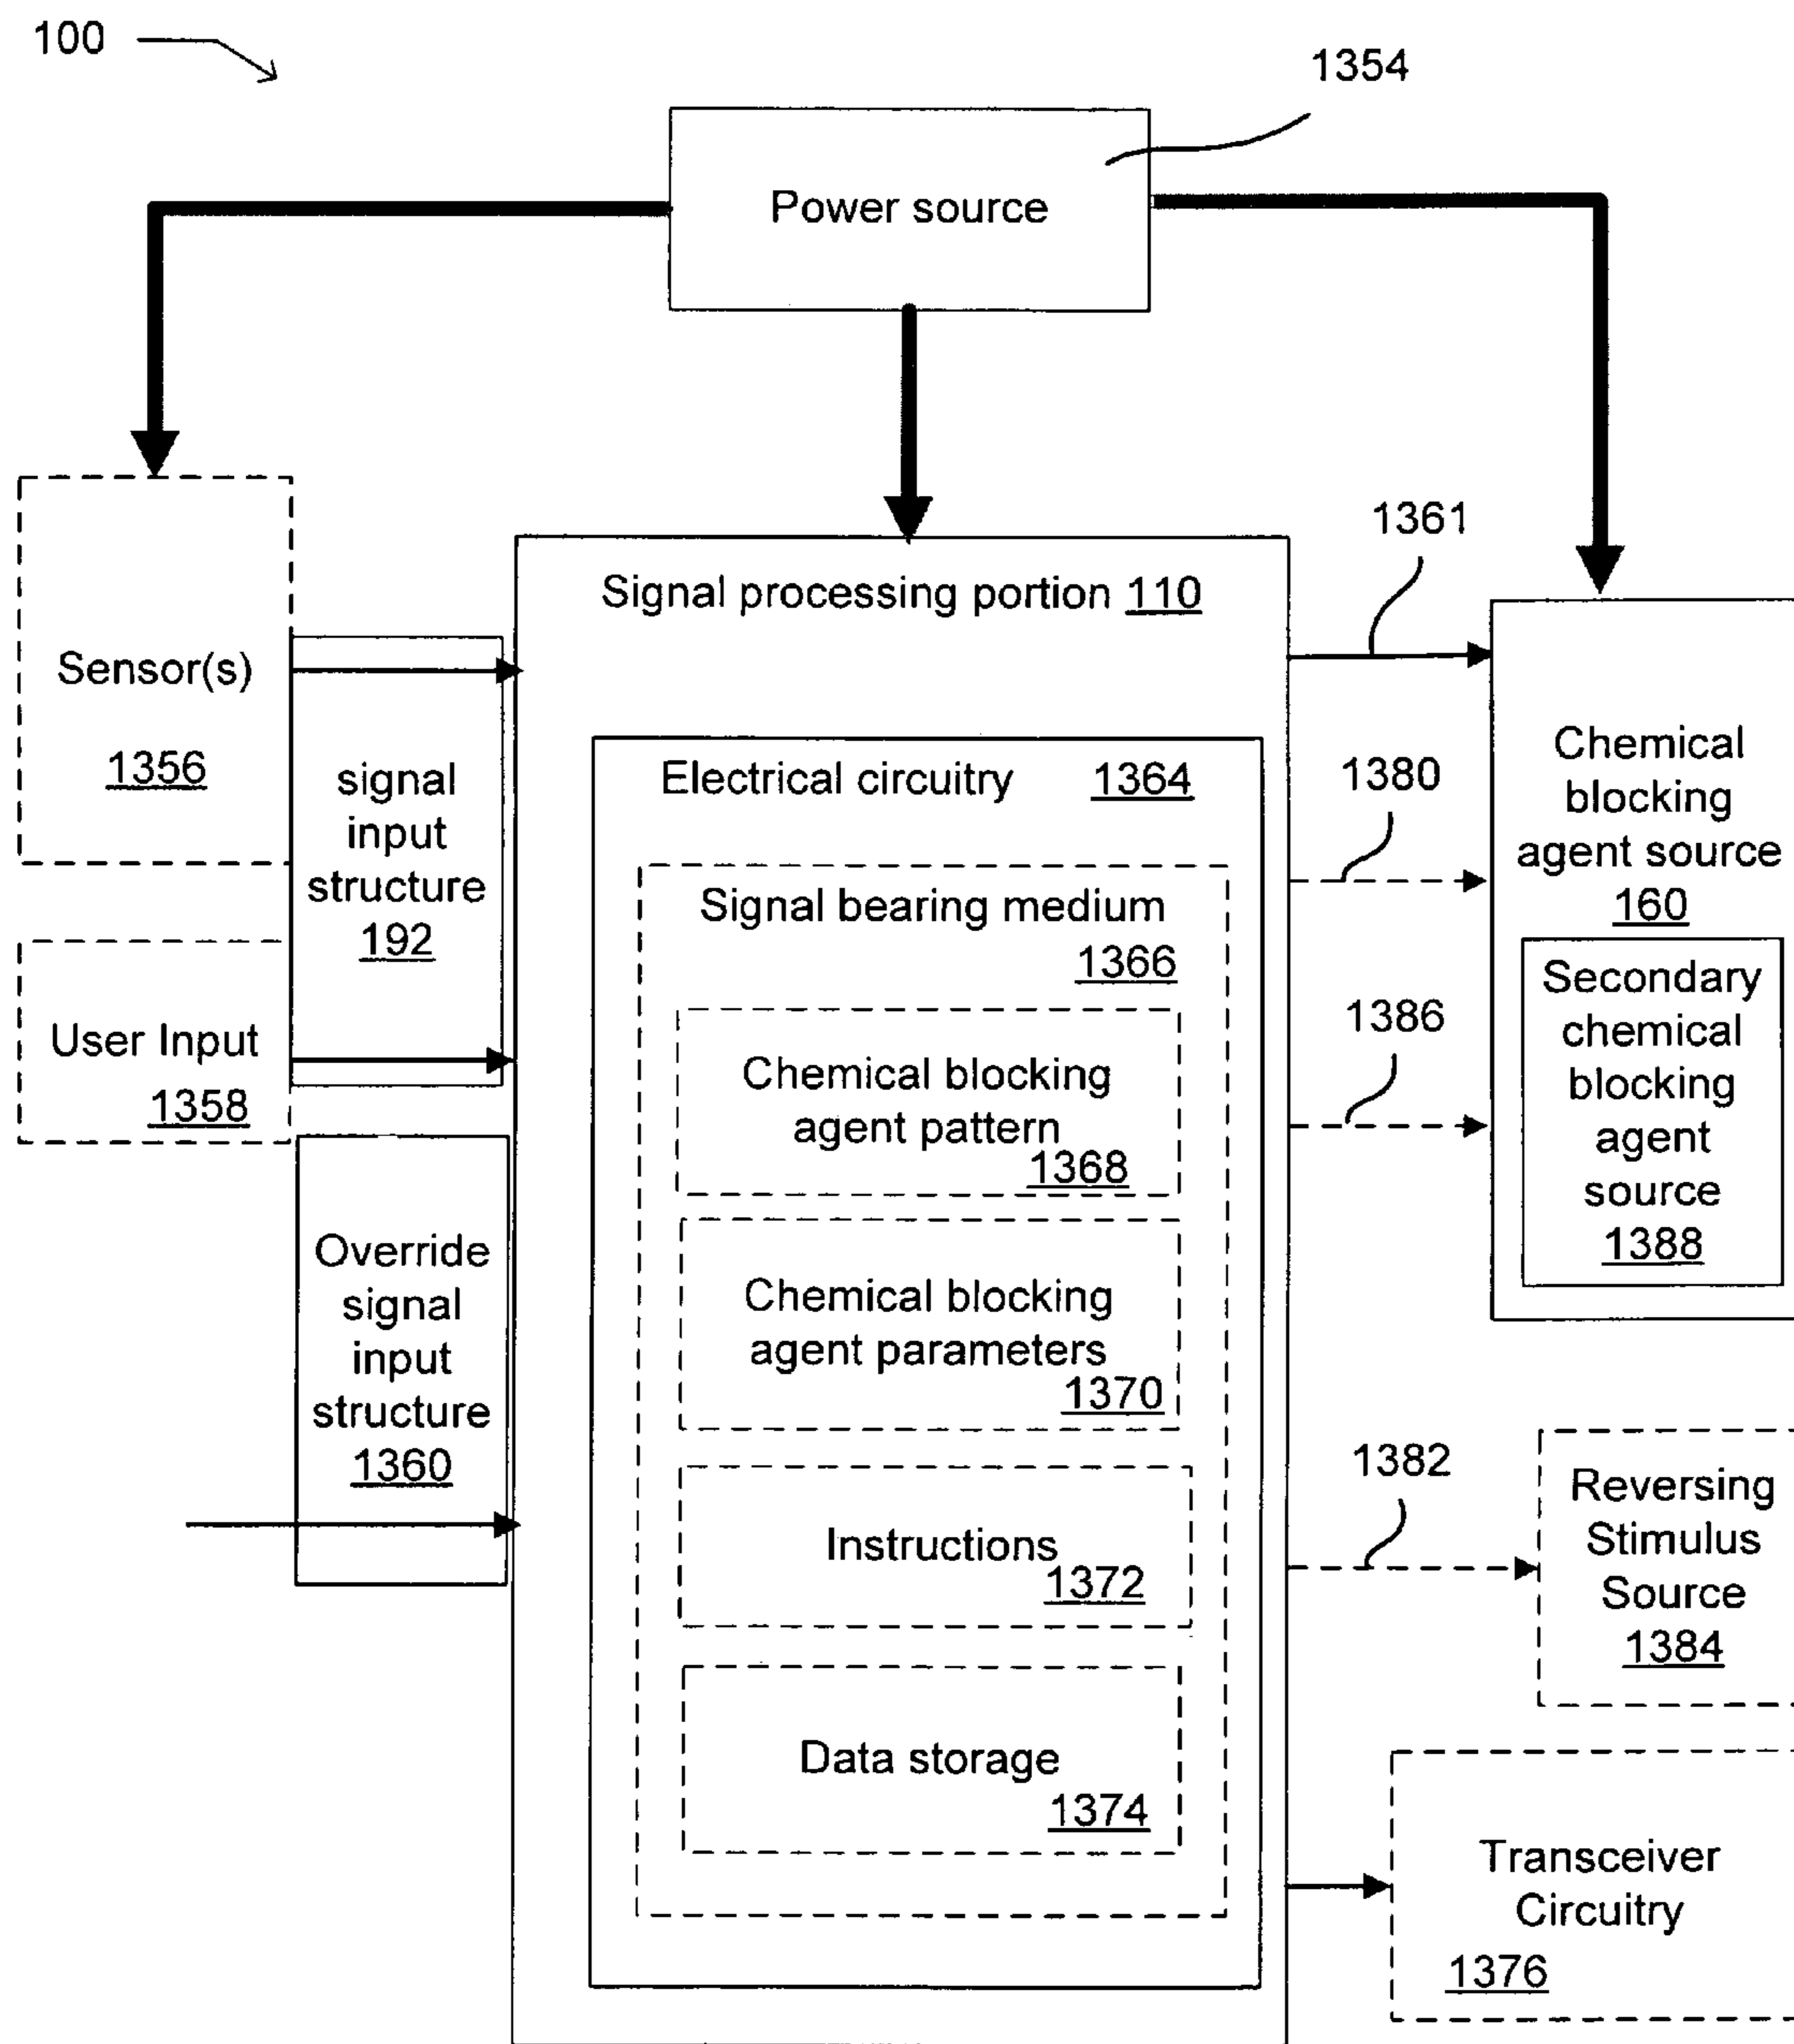 100
1354
Power source
1361
Signal processing portion 110
Sensor(s)
1356
signal
input
structure
192
User Input
1358
Override
signal
input
structure
1360
Electrical circuitry 1364
Signal bearing medium
1366
Chemical blocking
agent pattern
1368
Chemical blocking
agent parameters
1370
Instructions
1372
Data storage
1374
1380
1386
Chemical
blocking
agent source
160
Secondary
chemical
blocking
agent
source
1388
1382
Reversing
Stimulus
Source
1384
Transceiver
Circuitry
1376